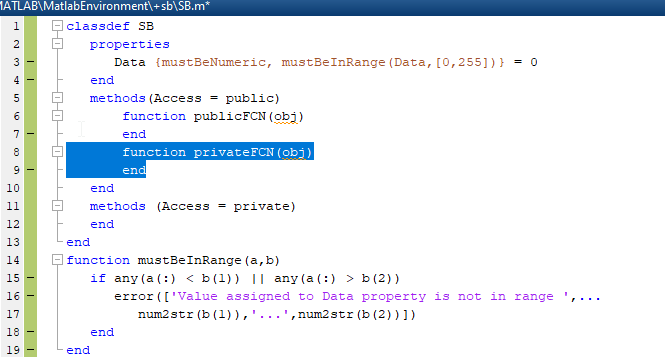 MATLAB\MatlabEnvironment\+sb\SB.m*
1 classdef SB
2 properties
3 Data {mustBeNumeric, mustBeInRange(Data,[0,255])} = 0
4 end
5 methods(Access = public)
6 function publicFCN(obj)
7 end
8 function privateFCN(obj)
9 end
10 end
11 methods (Access = private)
12 end
13 end
14 function mustBeInRange(a,b)
15 if any(a(:) < b(1)) || any(a(:) > b(2))
16 error(['Value assigned to Data property is not in range ',...
17 num2str(b(1)),'...',num2str(b(2))])
18 end
19 end